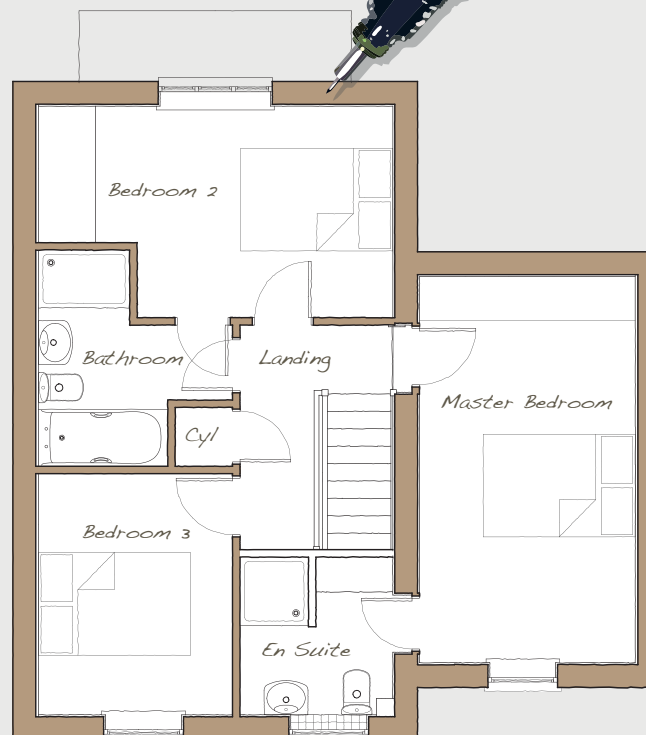 Bedroom 2
Bathroom
Landing
Master Bedroom
Cyl
Bedroom 3
En Suite